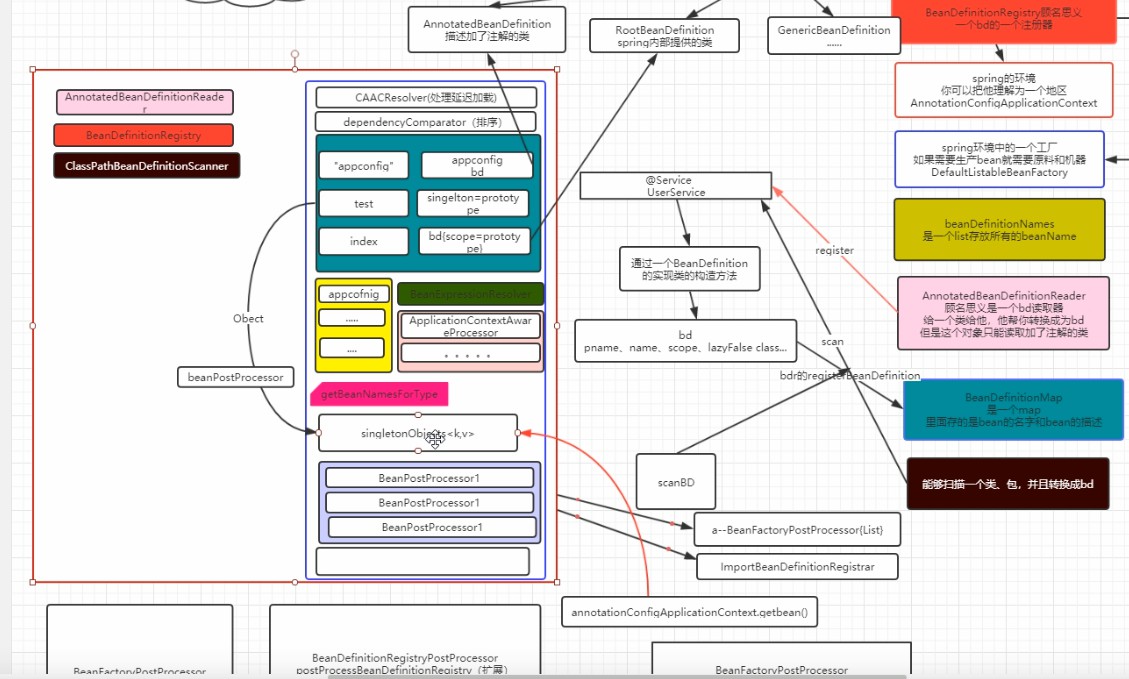 AnnotatedBeanDefinition
描述加了注解的类
RootBeanDefinition
spring内部提供的类
GenericBeanDefinition
......
BeanDefinitionRegistry顾名思义
一个bd的一个注册器
spring的环境
你可以把他理解为一个地区
AnnotationConfigApplicationContext
AnnotatedBeanDefinitionReade
r
BeanDefinitionRegistry
ClassPathBeanDefinitionScanner
CAACResolver(处理延迟加载)
dependencyComparator（排序）
"appconfig"
appconfig
bd
test
singelton=prototy
pe
index
bd{scope=prototy
pe}
appcofnig
.....
....
BeanExpressionResolver
ApplicationContextAwar
eProcessor
. . . . .
Obect
beanPostProcessor
getBeanNamesForType
singletonObjects<k,v>
BeanPostProcessor1
BeanPostProcessor1
BeanPostProcessor1
@Service
UserService
通过一个BeanDefinition
的实现类的构造方法
bd
pname、name、scope、lazyFalse class...
register
scan
bdr的registerBeanDefinition
scanBD
a--BeanFactoryPostProcessor{List}
ImportBeanDefinitionRegistrar
annotationConfigApplicationContext.getbean()
spring环境中的一个工厂
如果需要生产bean就需要原料和机器
DefaultListableBeanFactory
beanDefinitionNames
是一个list存放所有的beanName
AnnotatedBeanDefinitionReader
顾名思义是一个bd读取器
给一个类给他，他帮你转换成为bd
但是这个对象只能读取加了注解的类
BeanDefinitionMap
是一个map
里面存的是bean的名字和bean的描述
能够扫描一个类、包，并且转换成bd
BeanFactoryPostProcessor
BeanDefinitionRegistryPostProcessor
postProcessBeanDefinitionRegistry（扩展）
BeanFactoryPostProcessor